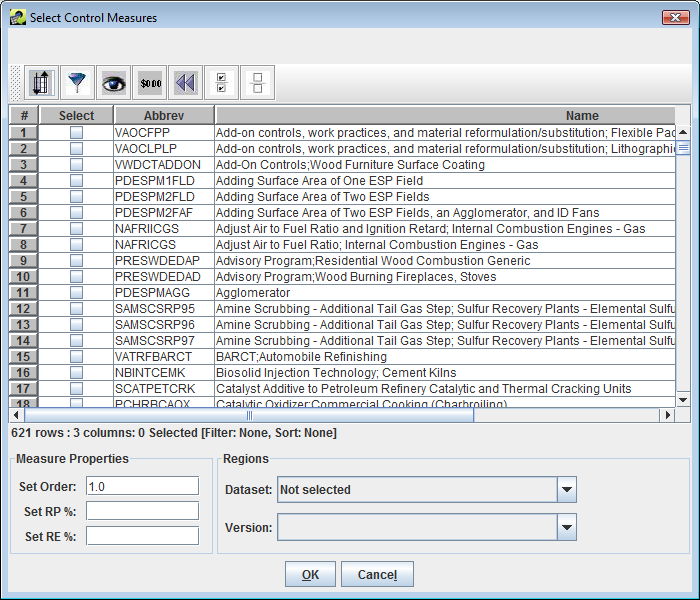 Select Control Measures
$0.00
# Select Abbrev Name
1 VAOCFPP Add-on controls, work practices, and material reformulation/substitution; Flexible Pac
2 VAOCLPLP Add-on controls, work practices, and material reformulation/substitution; Lithographi
3 VWDCTADDON Add-On Controls;Wood Furniture Surface Coating
4 PDESPM1FLD Adding Surface Area of One ESP Field
5 PDESPM2FLD Adding Surface Area of Two ESP Fields
6 PDESPM2FAF Adding Surface Area of Two ESP Fields, an Agglomerator, and ID Fans
7 NAFRIICGS Adjust Air to Fuel Ratio and Ignition Retard; Internal Combustion Engines - Gas
8 NAFRICGS Adjust Air to Fuel Ratio; Internal Combustion Engines - Gas
9 PRESWDEDAP Advisory Program;Residential Wood Combustion Generic
10 PRESWDEDAD Advisory Program;Wood Burning Fireplaces, Stoves
11 PDESPMAGG Agglomerator
12 SAMSCSRP95 Amine Scrubbing - Additional Tail Gas Step; Sulfur Recovery Plants - Elemental Sulfu
13 SAMSCSRP96 Amine Scrubbing - Additional Tail Gas Step; Sulfur Recovery Plants - Elemental Sulfu
14 SAMSCSRP97 Amine Scrubbing - Additional Tail Gas Step; Sulfur Recovery Plants - Elemental Sulfu
15 VATRFBARCT BARCT;Automobile Refinishing
16 NBINTCEMK Biosolid Injection Technology; Cement Kilns
17 SCATPETCRK Catalyst Additive to Petroleum Refinery Catalytic and Thermal Cracking Units
18 PCHRBCAOX Catalytic Oxidizer;Commercial Cooking (Charbroiling)
621 rows : 3 columns: 0 Selected [Filter: None, Sort: None]
Measure Properties
Set Order: 1.0
Set RP %:
Set RE %:
Regions
Dataset: Not selected
Version:
OK Cancel